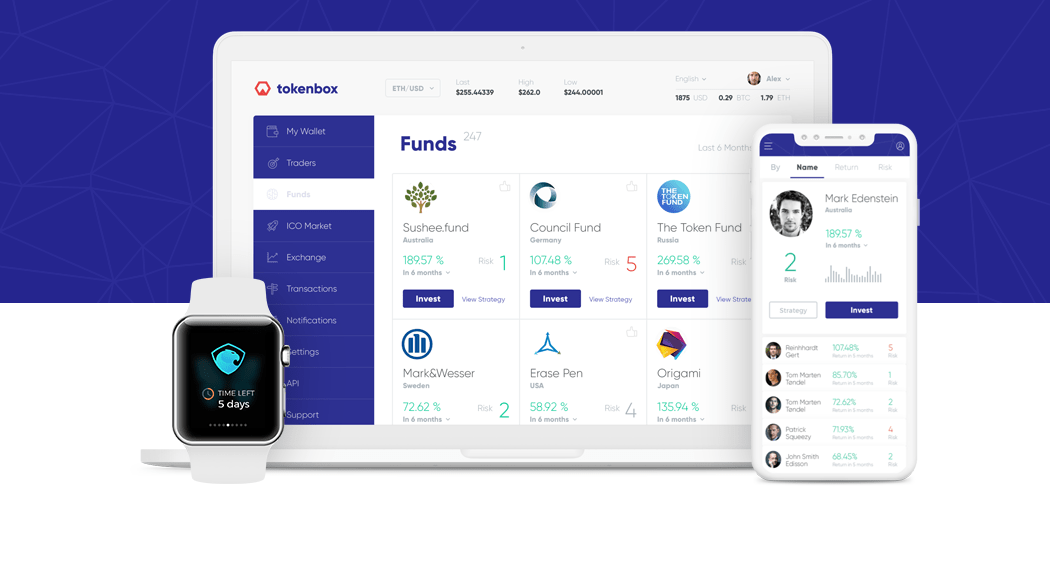 tokenbox
ETH/USD
Last
$255.44339
High
$262.0
Low
$244.00001
English
Alex
1875 USD
0.29 BTC
1.79 ETH
My Wallet
Traders
Funds
ICO Market
Exchange
Transactions
Notifications
Settings
API
Support
Funds 247
Last 6 Months
Sushee.fund
Australia
189.57 %
In 6 months
Risk 1
Invest
View Strategy
Council Fund
Germany
107.48 %
In 6 months
Risk 5
Invest
View Strategy
THE
TOKEN
FUND
The Token Fund
Russia
269.58 %
In 6 months
Risk
Invest
View Strate
Mark&Wesser
Sweden
72.62 %
In 6 months
Risk 2
Erase Pen
USA
58.92 %
In 6 months
Risk 4
Origami
Japan
135,94 %
In 6 months
Risk
TIME LEFT
5 days
By
Name
Return
Risk
Mark Edenstein
Australia
189,57 %
In 6 months
2
Risk
Strategy
Invest
Reinhhardt
Gert
107.48%
Return in 6 months
5
Risk
Tom Marten
Tendel
85,70%
Return in 6 months
1
Risk
Tom Marten
Tendel
72,62%
Return in 6 months
2
Risk
Patrick
Squeezy
71,93%
Return in 6 months
4
Risk
John Smith
Edisson
68,45%
Return in 6 months
2
Risk